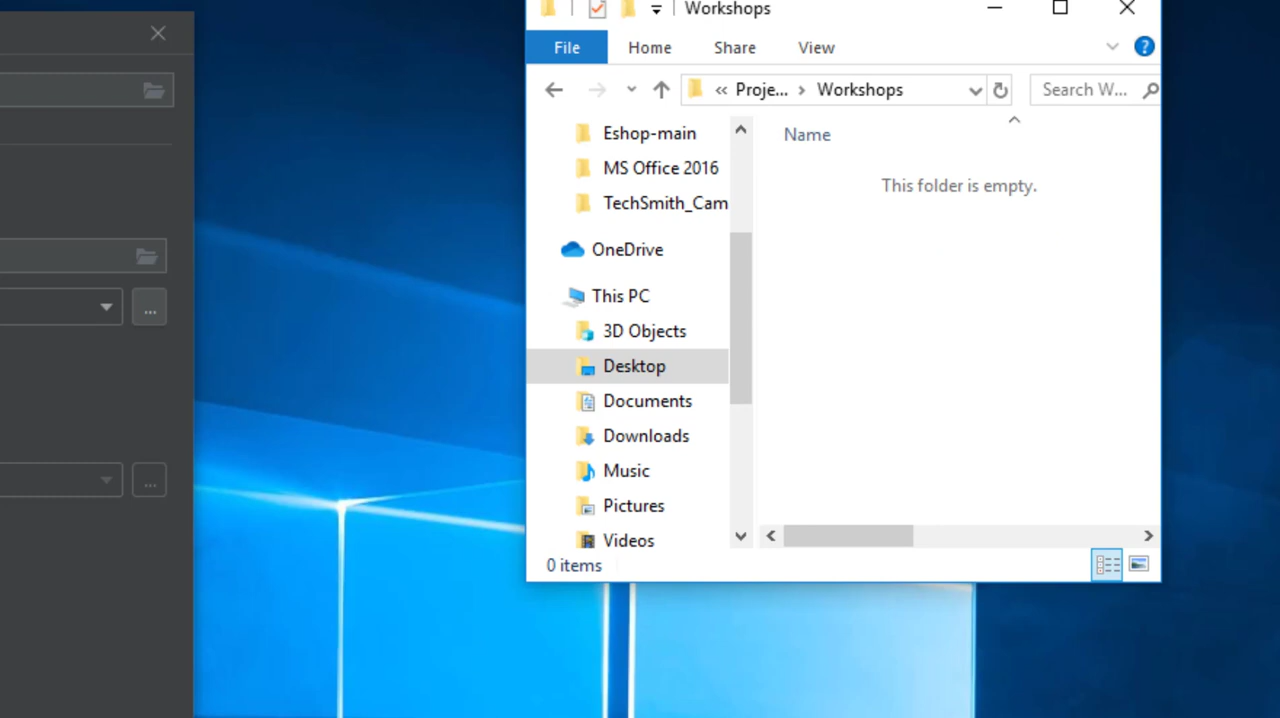 Workshops
File Home Share View
« Proje... > Workshops
Search W...
Eshop-main
MS Office 2016
TechSmith_Cam
OneDrive
This PC
3D Objects
Desktop
Documents
Downloads
Music
Pictures
Videos
Name
This folder is empty.
0 items
...
...